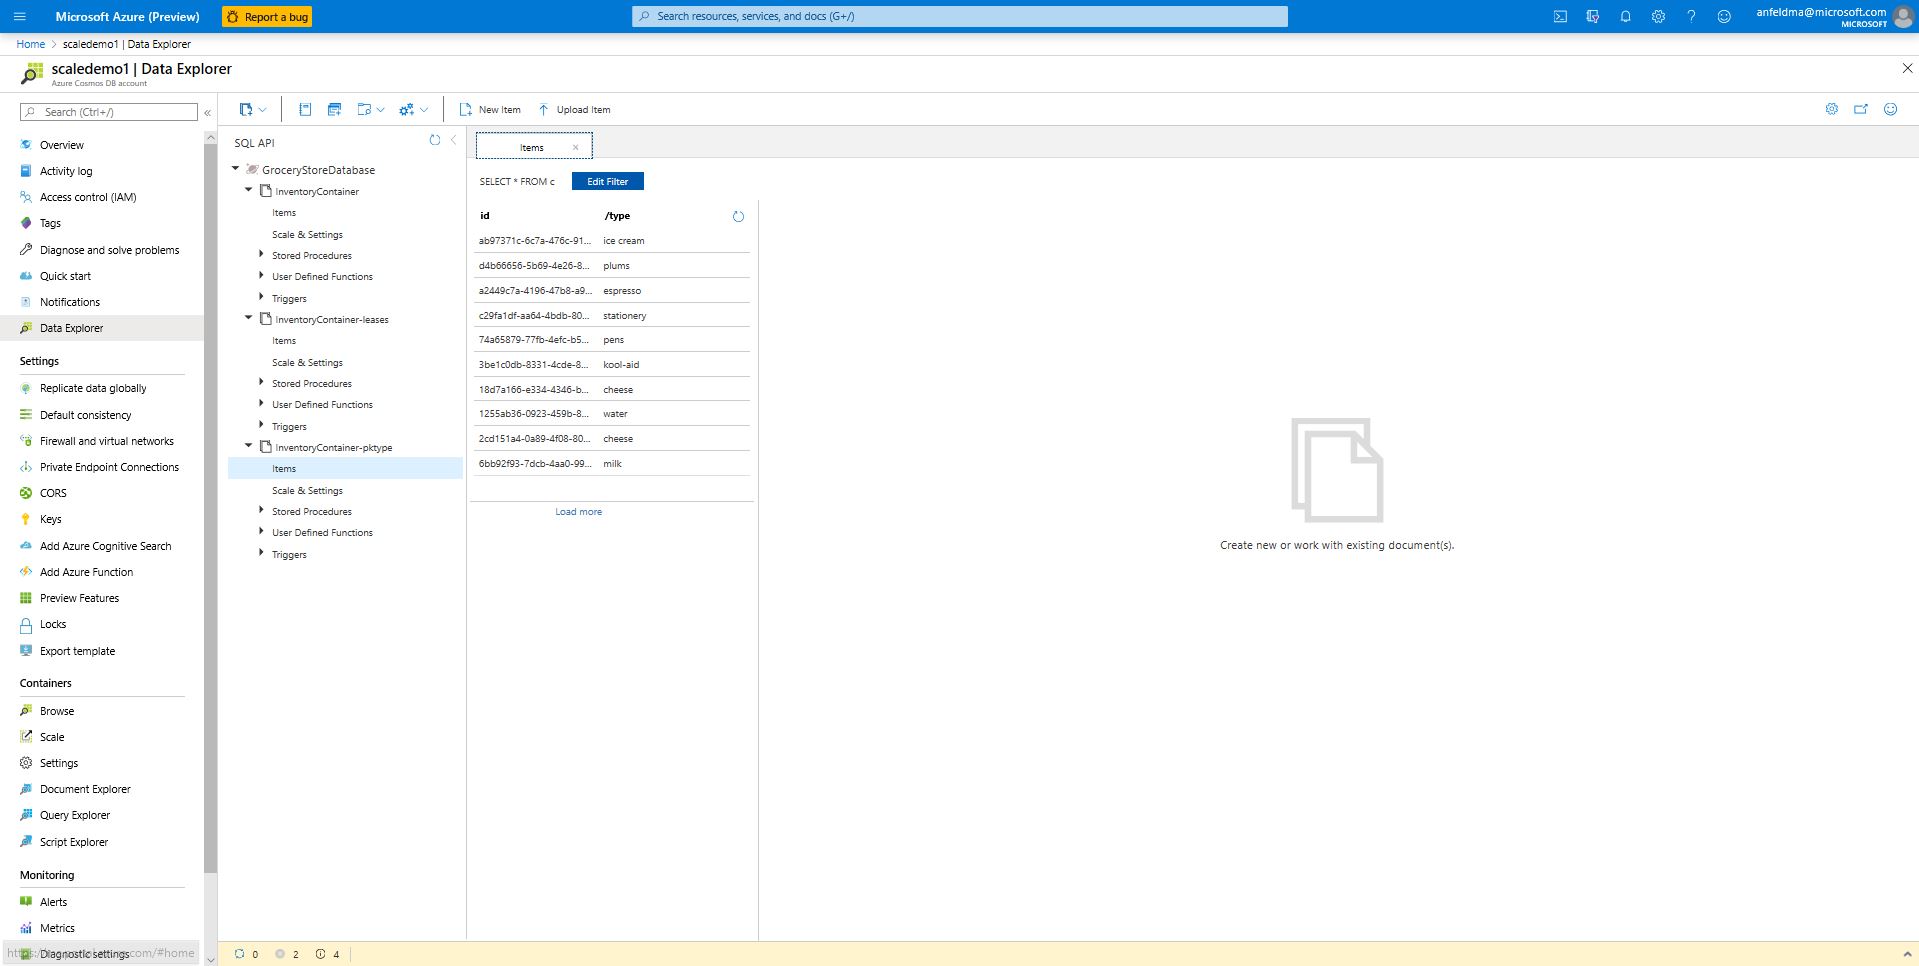 Microsoft Azure (Preview)
Report a bug
Search resources, services, and docs (G+/)
anfeldma@microsoft.com
MICROSOFT
Home > scaledemo1 | Data Explorer
scaledemo1 | Data Explorer
Azure Cosmos DB account
Search (Ctrl+/)
Overview
Activity log
Access control (IAM)
Tags
Diagnose and solve problems
Quick start
Notifications
Data Explorer
Settings
Replicate data globally
Default consistency
Firewall and virtual networks
Private Endpoint Connections
CORS
Keys
Add Azure Cognitive Search
Add Azure Function
Preview Features
Locks
Export template
Containers
Browse
Scale
Settings
Document Explorer
Query Explorer
Script Explorer
Monitoring
Alerts
Metrics
Diagnostic settings
New Item
Upload Item
SQL API
GroceryStoreDatabase
InventoryContainer
Items
Scale & Settings
Stored Procedures
User Defined Functions
Triggers
InventoryContainer-leases
Items
Scale & Settings
Stored Procedures
User Defined Functions
Triggers
InventoryContainer-pktype
Items
Scale & Settings
Stored Procedures
User Defined Functions
Triggers
Items
SELECT * FROM c
Edit Filter
id /type
ab97371c-6c7a-476c-91... ice cream
d4b66656-5b69-4e26-8... plums
a2449c7a-4196-47b8-a9... espresso
c29fa1df-aa64-4bdb-80... stationery
74a65879-77fb-4efc-b5... pens
3be1c0db-8331-4cde-8... kool-aid
18d7a166-e334-4346-b... cheese
1255ab36-0923-459b-8... water
2cd151a4-0a89-4f08-80... cheese
6bb92f93-7dcb-4aa0-99... milk
Load more
Create new or work with existing document(s).
0 2 4